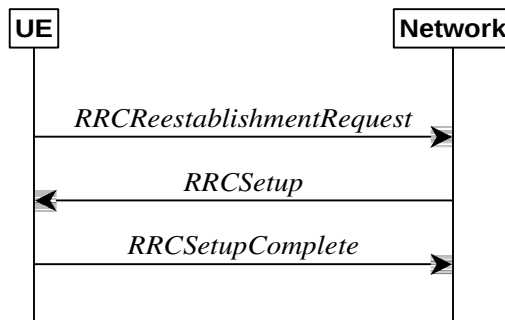 UE
Network
RRCReestablishmentRequest
RRCSetup
RRCSetupComplete